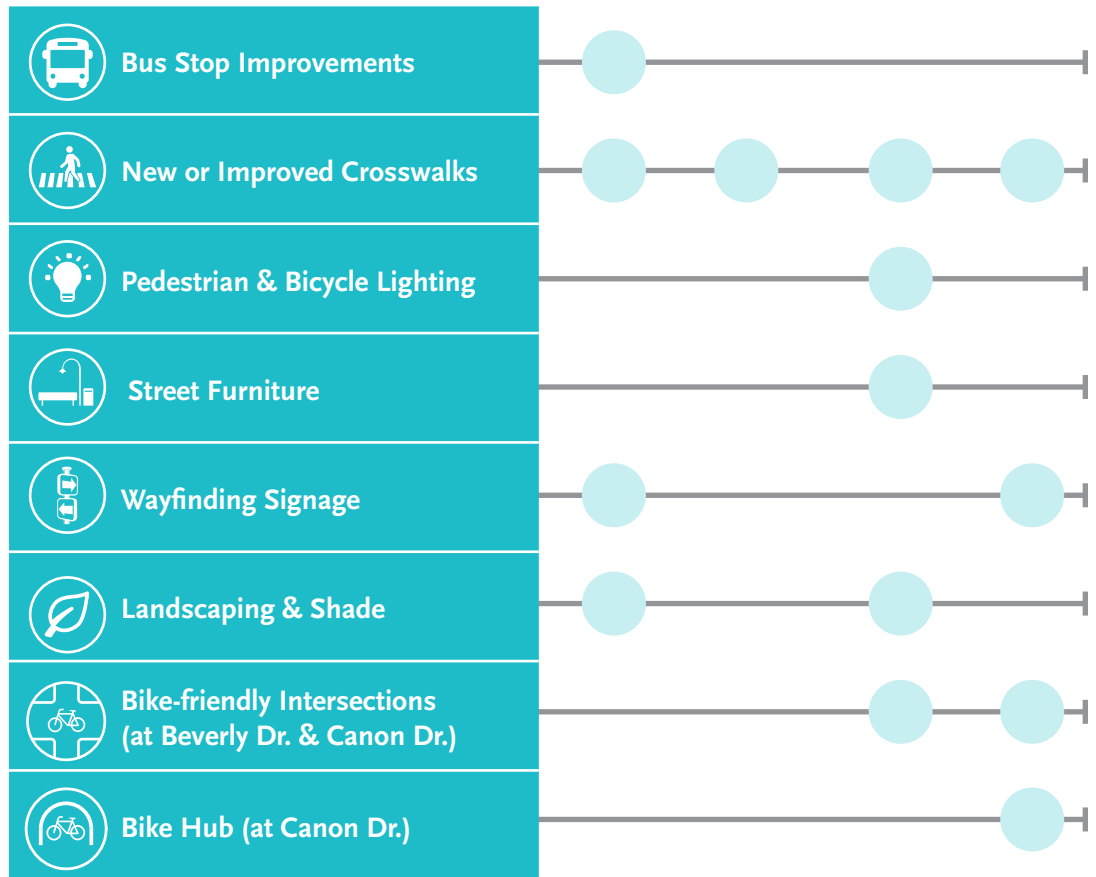 Bus Stop Improvements
New or Improved Crosswalks
Pedestrian & Bicycle Lighting
Street Furniture
Wayfinding Signage
Landscaping & Shade
Bike-friendly Intersections
(at Beverly Dr. & Canon Dr.)
Bike Hub (at Canon Dr.)